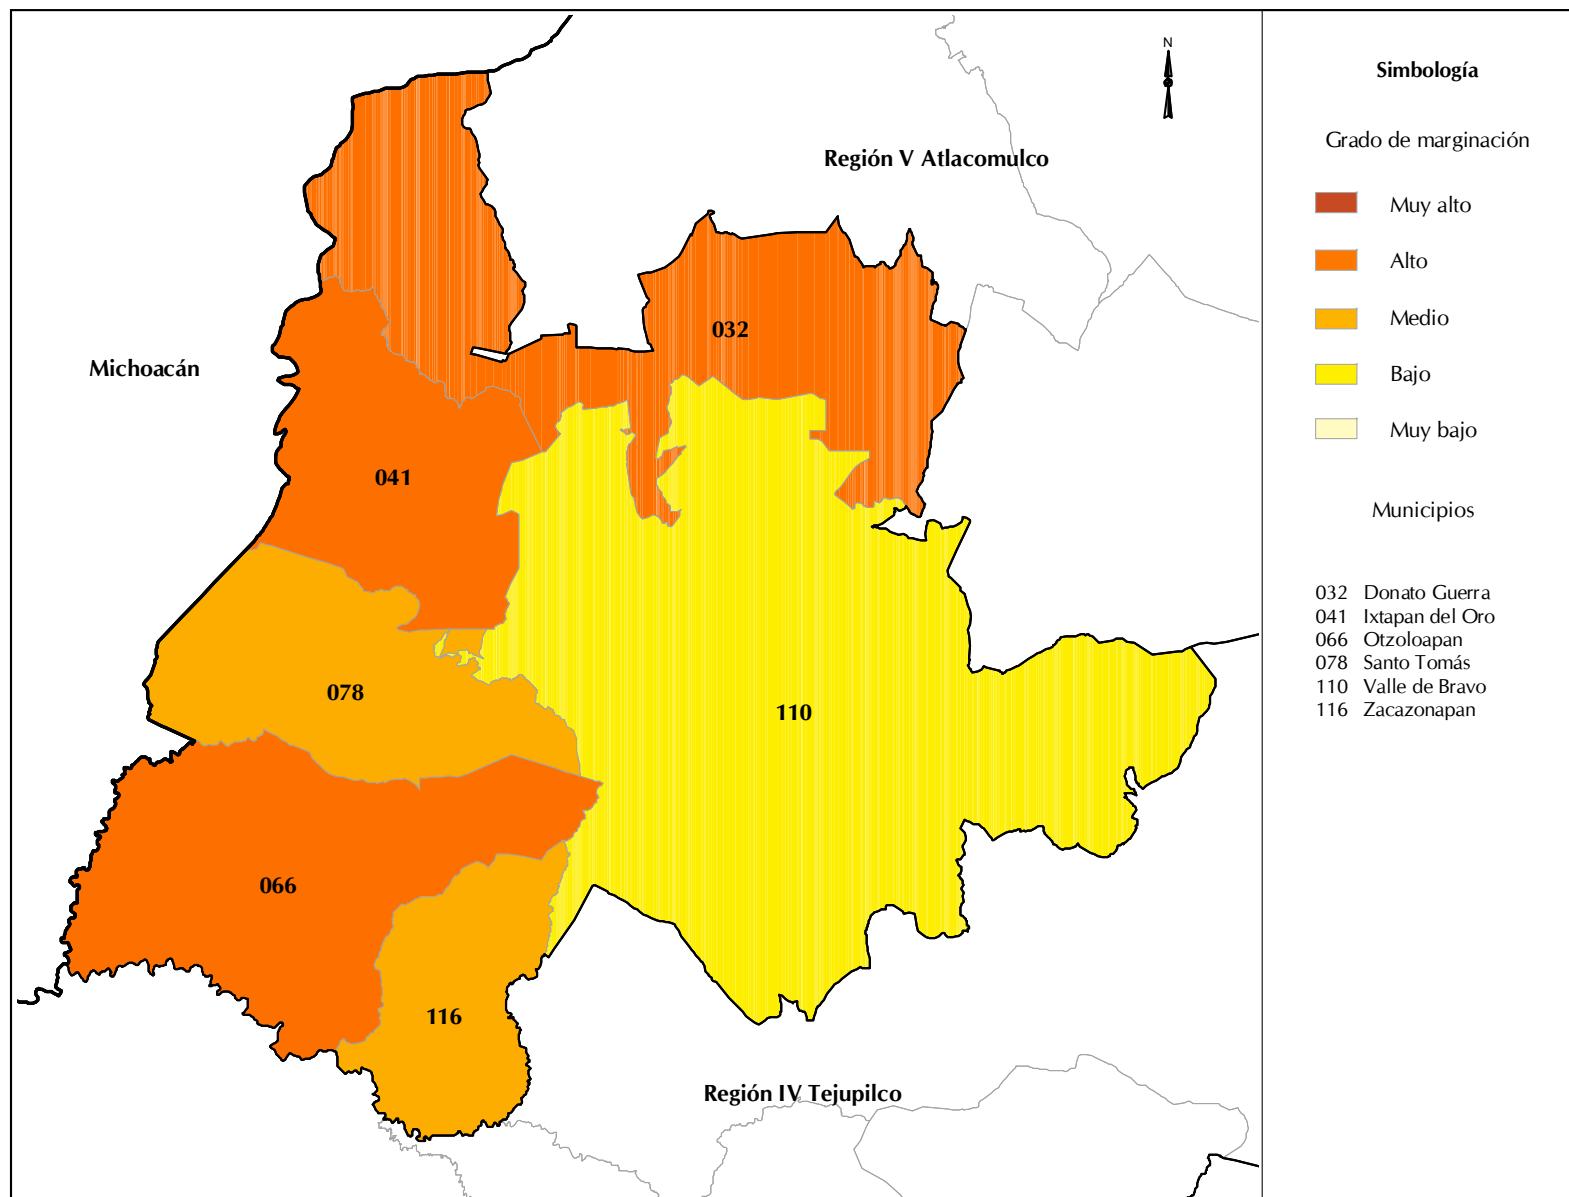 N
Región V Atlacomulco
032
Michoacán
041
078
110
066
116
Región IV Tejupilco
Simbología
Grado de marginación
Muy alto
Alto
Medio
Bajo
Muy bajo
Municipios
032 Donato Guerra
041 Ixtapan del Oro
066 Otzoloapan
078 Santo Tomás
110 Valle de Bravo
116 Zacazonapan